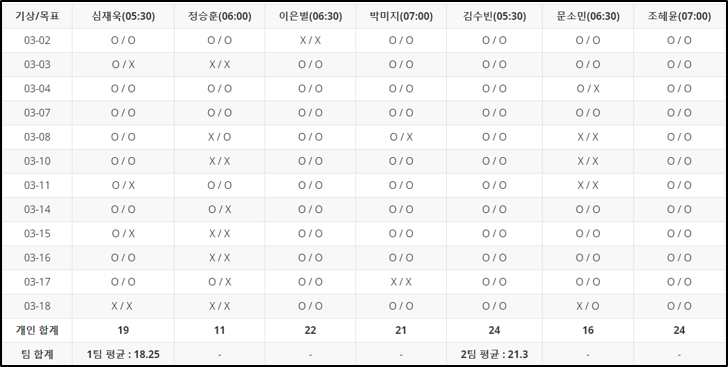 기상/목표 심재욱(05:30) 정승훈(06:00) 이은별(06:30) 박미지(07:00) 김수빈(05:30) 문소민(06:30) 조혜윤(07:00)
03-02 O / O O / O X / X O / O O / O O / O O / O
03-03 O / X X / X O / O O / O O / O O / O O / O
03-04 O / O O / O O / O O / O O / O O / X O / O
03-07 O / O O / O O / O O / O O / O O / O O / O
03-08 O / O X / O O / O O / X O / O X / X O / O
03-10 O / O X / X O / O O / O O / O X / X O / O
03-11 O / X O / O O / O O / O O / O X / X O / O
03-14 O / O O / X O / O O / O O / O O / O O / O
03-15 O / X X / X O / O O / O O / O O / O O / O
03-16 O / O X / X O / O O / O O / O O / O O / O
03-17 O / O O / X O / O X / X O / O O / O O / O
03-18 X / X X / X O / O O / O O / O X / O O / O
개인 합계 19 11 22 21 24 16 24
팀 합계 1팀 평균 : 18.25 - - - 2팀 평균 : 21.3 - -